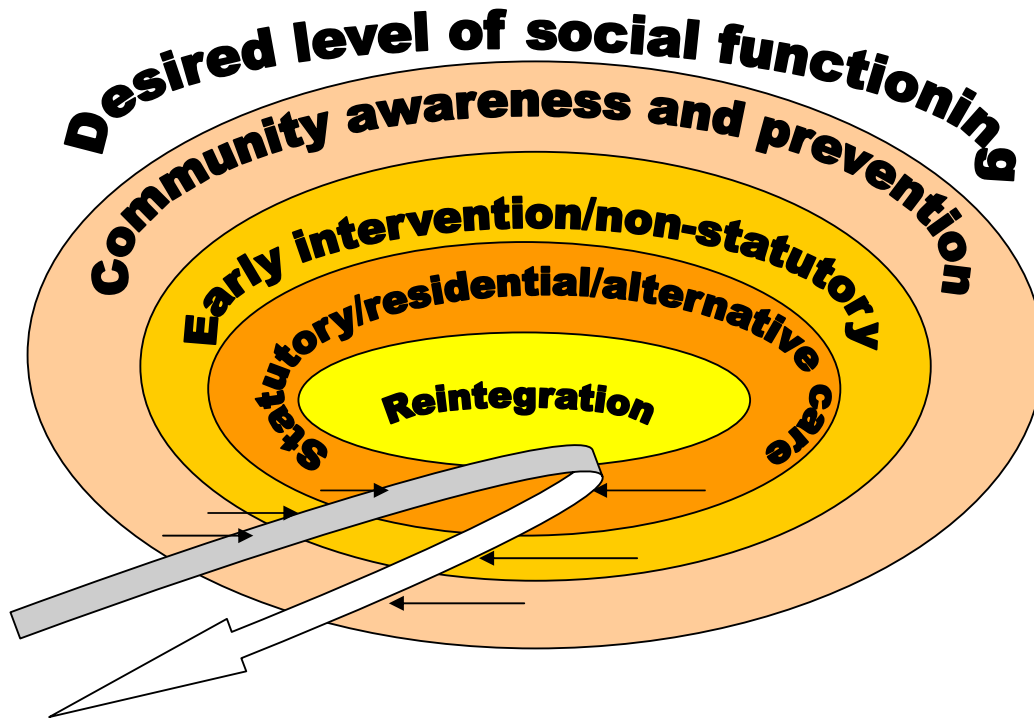 Desired level of social functioning
Community awareness and prevention
Early intervention/non-statutory
Statutory/residential/alternative care
Reintegration